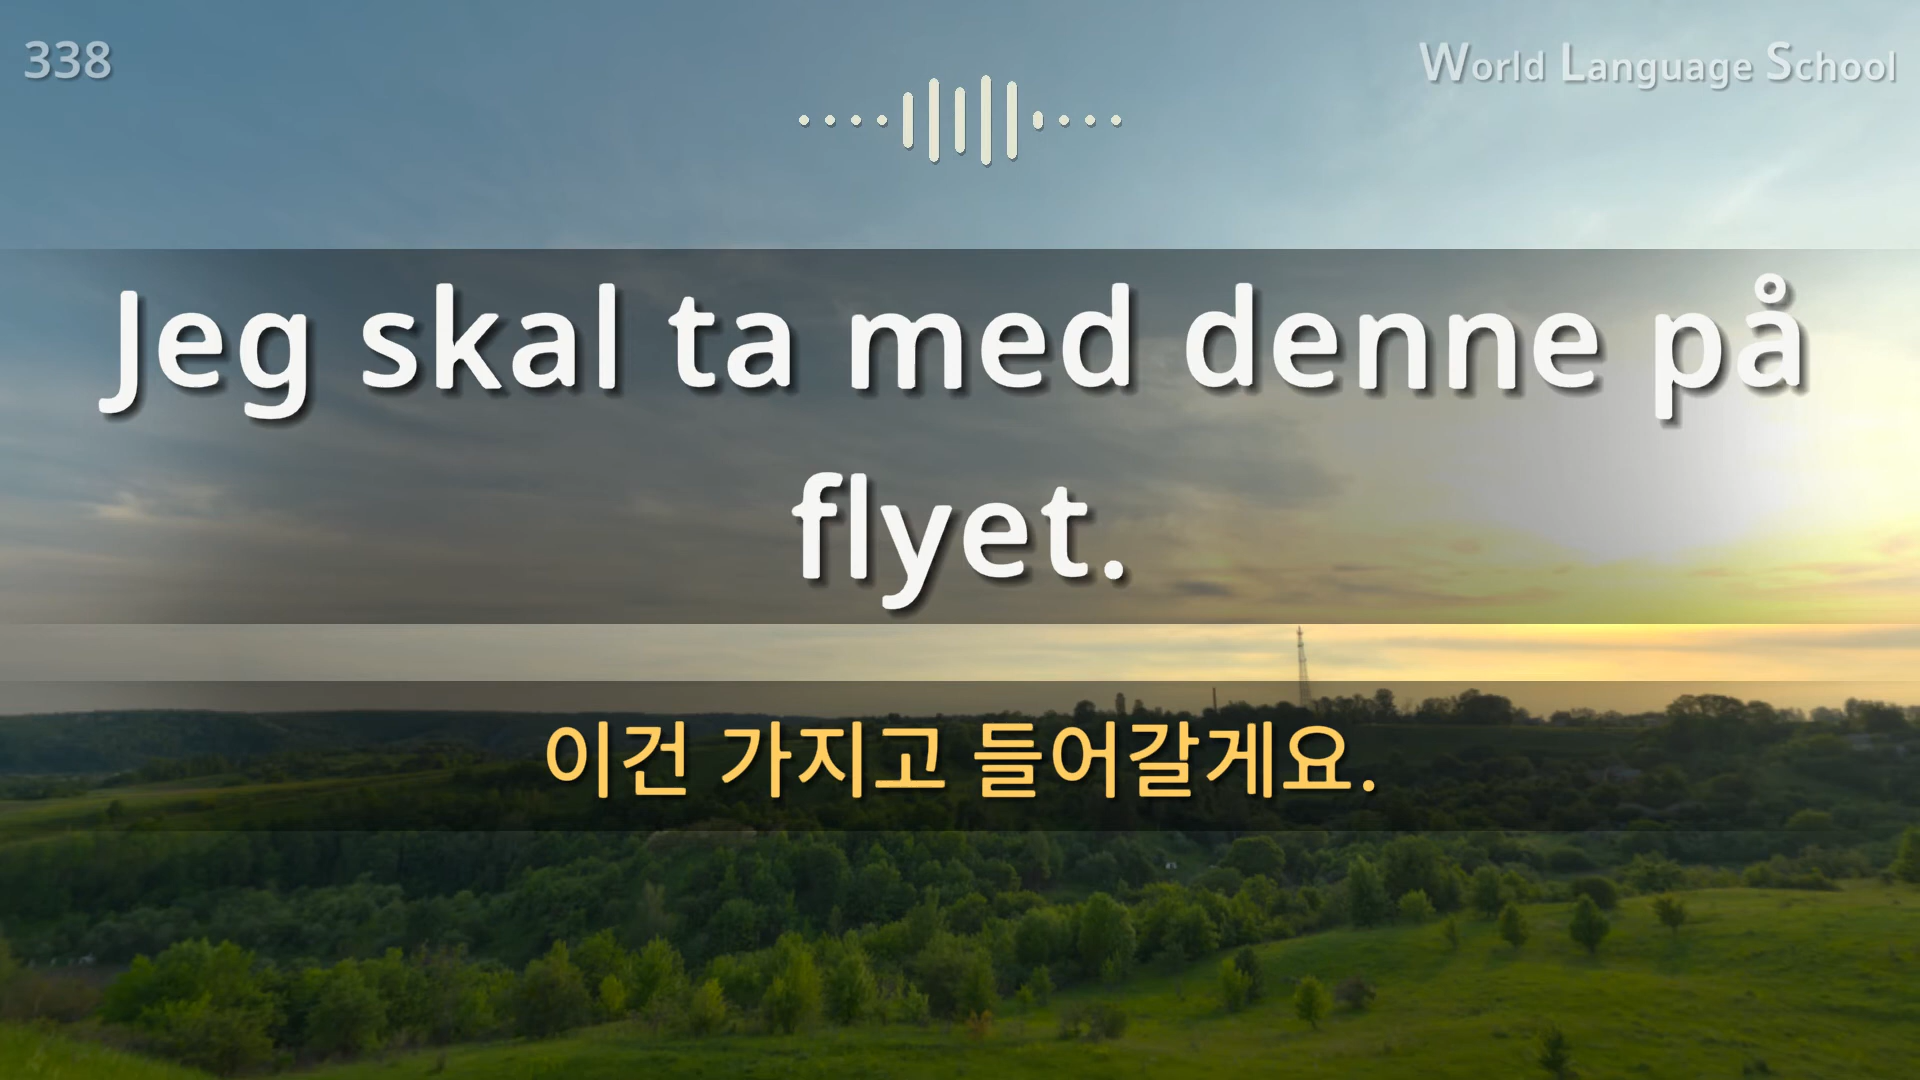 338
World Language School
Jeg skal ta med denne på
flyet.
이건 가지고 들어갈게요.